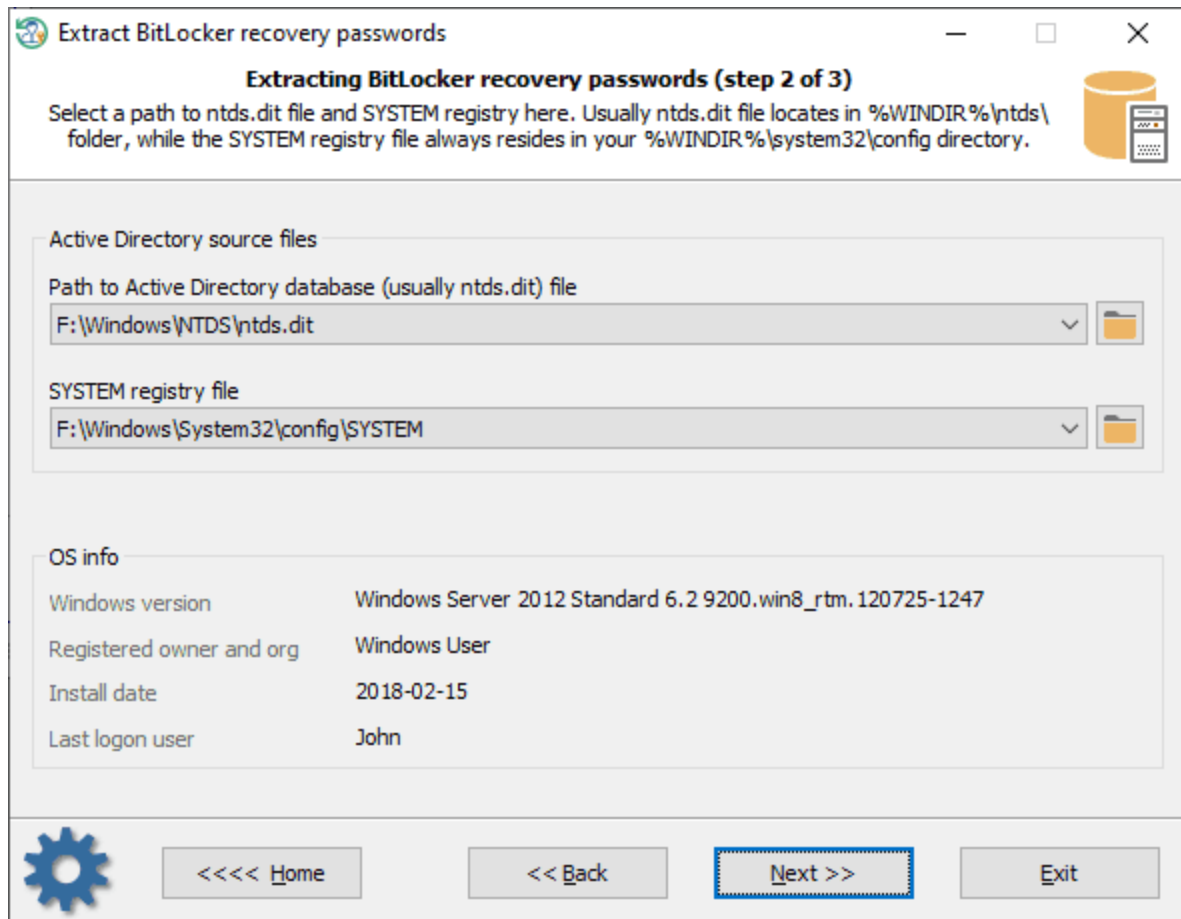 Extract BitLocker recovery passwords
Extracting BitLocker recovery passwords (step 2 of 3)
Select a path to ntds.dit file and SYSTEM registry here. Usually ntds.dit file locates in %WINDIR%\ntds\
folder, while the SYSTEM registry file always resides in your %WINDIR%\system32\config directory.
Active Directory source files
Path to Active Directory database (usually ntds.dit) file
F:\Windows\NTDS\ntds.dit
SYSTEM registry file
F:\Windows\System32\config\SYSTEM
OS info
Windows version Windows Server 2012 Standard 6.2 9200.win8_rtm.120725-1247
Registered owner and org Windows User
Install date 2018-02-15
Last logon user John
<<<< Home << Back Next >> Exit